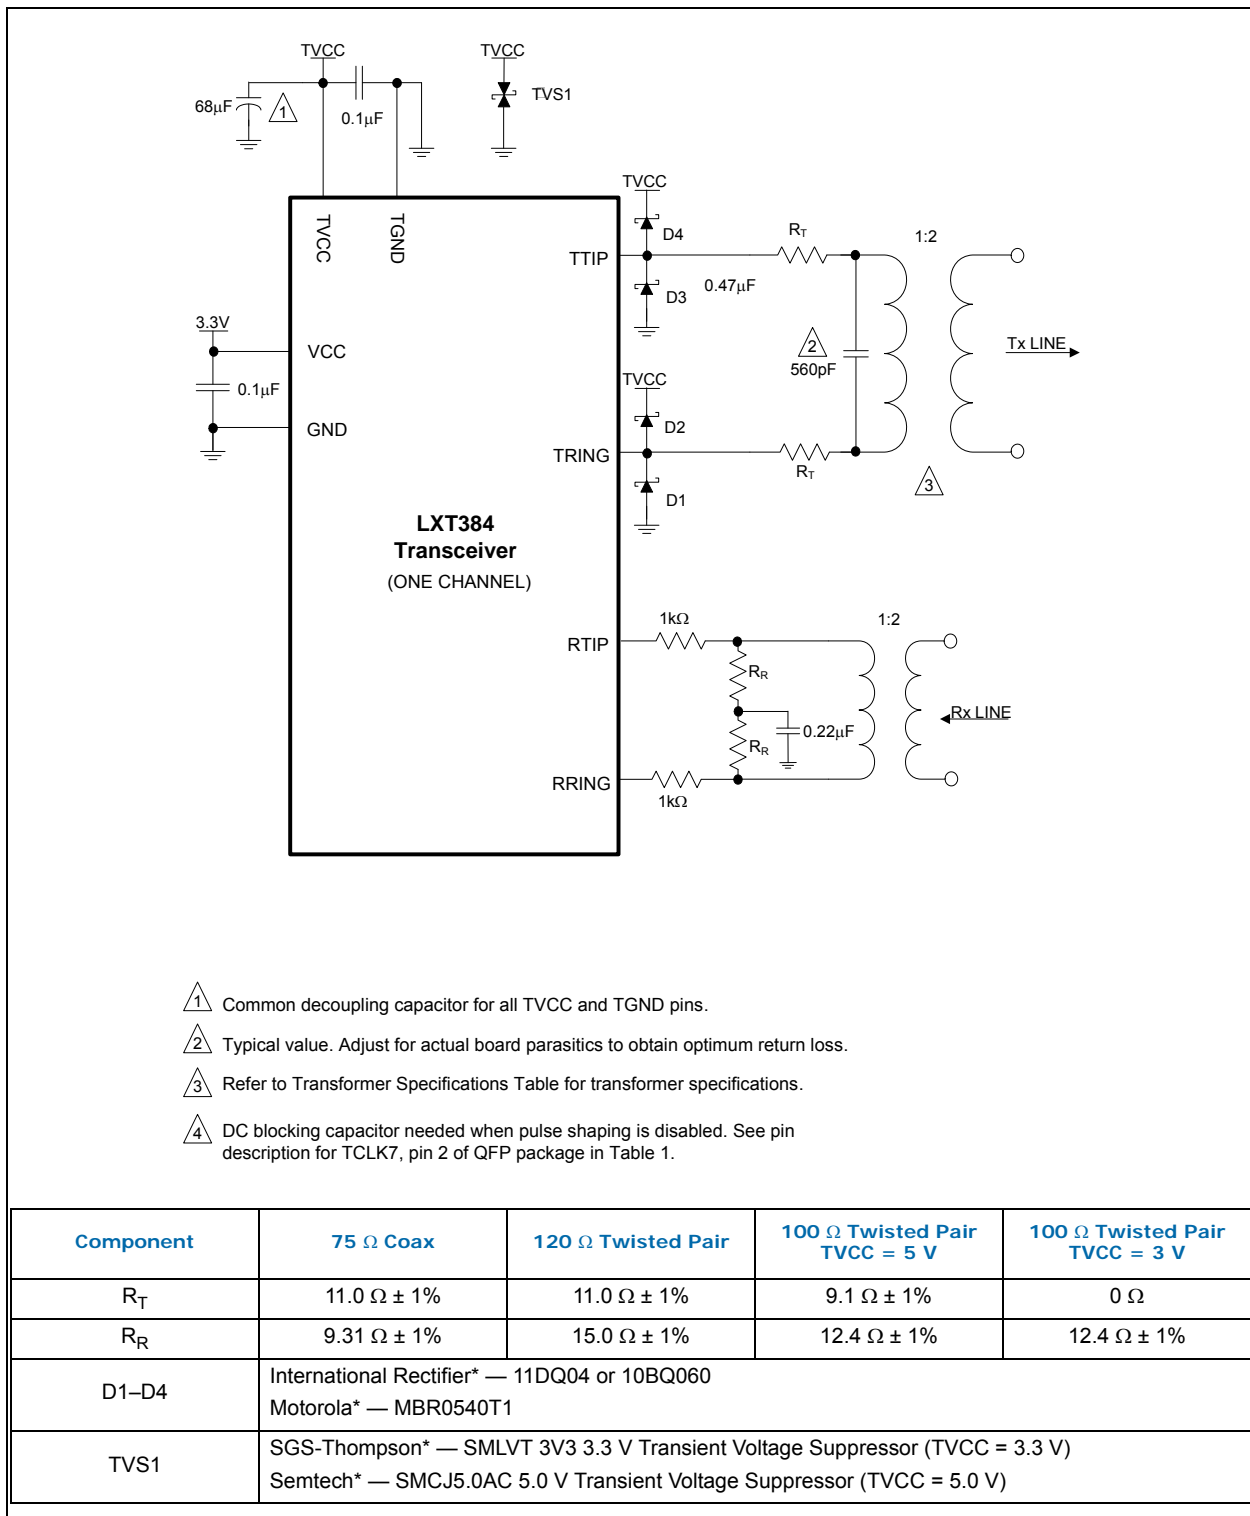 TVCC
TVCC
68μF
1
0.1μF
TVS1
TVCC
TVCC
TGND
D4
RT
1:2
TTIP
D3
0.47μF
3.3V
VCC
2
560pF
Tx LINE
0.1μF
TVCC
GND
D2
TRING
RT
3
D1
LXT384
Transceiver
(ONE CHANNEL)
1kΩ
1:2
RTIP
RR
Rx LINE
0.22μF
RR
RRING
1kΩ
1 Common decoupling capacitor for all TVCC and TGND pins.
2 Typical value. Adjust for actual board parasitics to obtain optimum return loss.
3 Refer to Transformer Specifications Table for transformer specifications.
4 DC blocking capacitor needed when pulse shaping is disabled. See pin
description for TCLK7, pin 2 of QFP package in Table 1.
Component 75 Ω Coax 120 Ω Twisted Pair 100 Ω Twisted Pair TVCC = 5 V 100 Ω Twisted Pair TVCC = 3 V
RT 11.0 Ω ± 1% 11.0 Ω ± 1% 9.1 Ω ± 1% 0 Ω
RR 9.31 Ω ± 1% 15.0 Ω ± 1% 12.4 Ω ± 1% 12.4 Ω ± 1%
D1–D4
International Rectifier* — 11DQ04 or 10BQ060
Motorola* — MBR0540T1
TVS1
SGS-Thompson* — SMLVT 3V3 3.3 V Transient Voltage Suppressor (TVCC = 3.3 V)
Semtech* — SMCJ5.0AC 5.0 V Transient Voltage Suppressor (TVCC = 5.0 V)